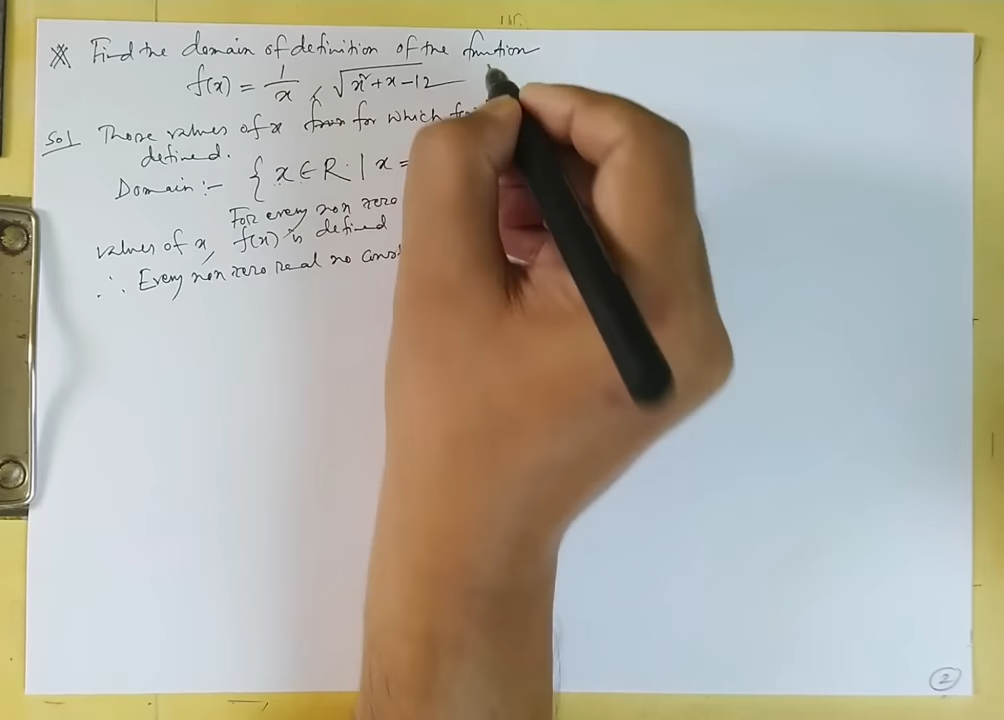 ※ Find the domain of definition of the function
f(x) = 1/x, √(x²+x-12)
Sol Those values of x for which
defined.
Domain :- { x ∈ R | x =
For every non zero
values of x, f(x) is defined
∴ Every non zero real no
2